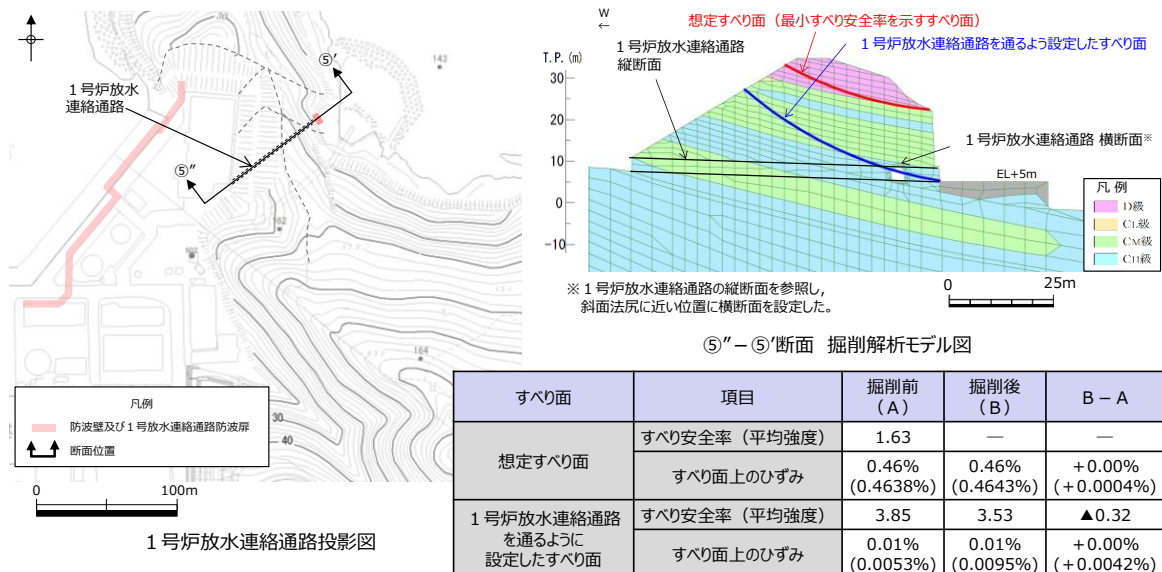 ⑤′
143
1号炉放水
連絡通路
⑤″
162
164
30
40
凡例
防波壁及び1号放水連絡通路防波扉
断面位置
0
100m
1号炉放水連絡通路投影図
W
←
想定すべり面（最小すべり安全率を示すすべり面）
1号炉放水連絡通路を通るよう設定したすべり面
1号炉放水連絡通路
縦断面
T.P. (m)
30
20
10
0
-10
1号炉放水連絡通路 横断面※
EL+5m
凡 例
D級
CL級
CM級
CH級
0
25m
※１号炉放水連絡通路の縦断面を参照し，
斜面法尻に近い位置に横断面を設定した。
⑤″－⑤′断面 掘削解析モデル図
すべり面 項目 掘削前（A） 掘削後（B） B－A
想定すべり面 すべり安全率（平均強度） 1.63 ― ―
すべり面上のひずみ 0.46% 0.46% +0.00%
(0.4638%) (0.4643%) (+0.0004%)
1号炉放水連絡通路 すべり安全率（平均強度） 3.85 3.53 ▲0.32
を通るように
設定したすべり面 すべり面上のひずみ 0.01% 0.01% +0.00%
(0.0053%) (0.0095%) (+0.0042%)